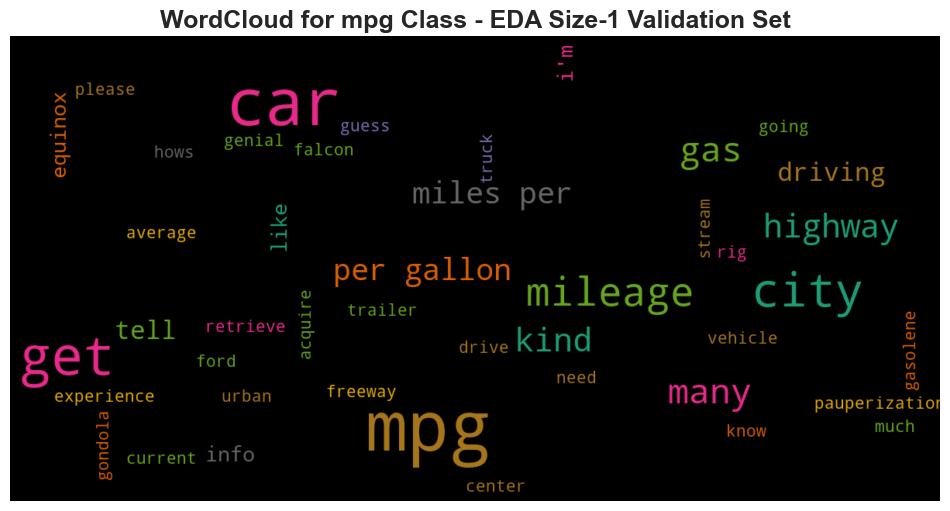 WordCloud for mpg Class - EDA Size-1 Validation Set
i'm
please
car
equinox
guess
going
genial
falcon
hows
truck
gas
driving
miles per
like
stream
highway
average
rig
per gallon
mileage
city
acquire
trailer
tell
retrieve
kind
vehicle
gasolene
get
ford
drive
need
experience
urban
freeway
many
pauperization
mpg
gondola
know
much
current
info
center